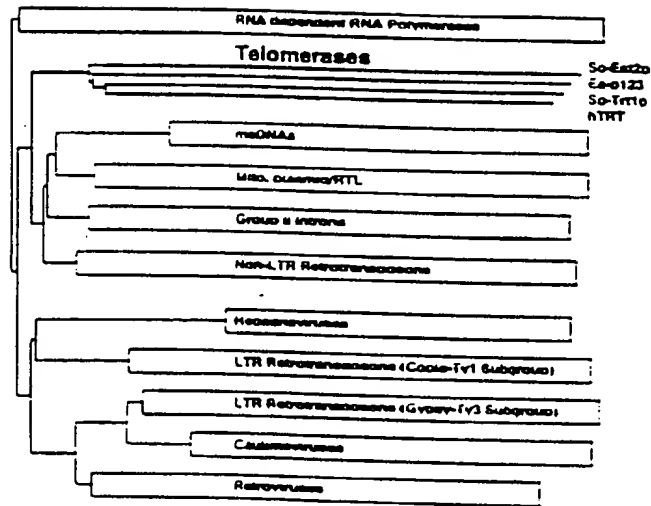 RNA dependent RNA Polymerases
Telomerases
Sc-Est2p
Ea-p123
Sp-Trt1p
hTRT
msDNAs
Mito. plasmid/RTL
Group II Introns
Non-LTR Retrotransposons
Hepadnaviruses
LTR Retrotransposons (Copia-Ty1 Subgroup)
LTR Retrotransposons (Gypsy-Ty3 Subgroup)
Caulimoviruses
Retroviruses